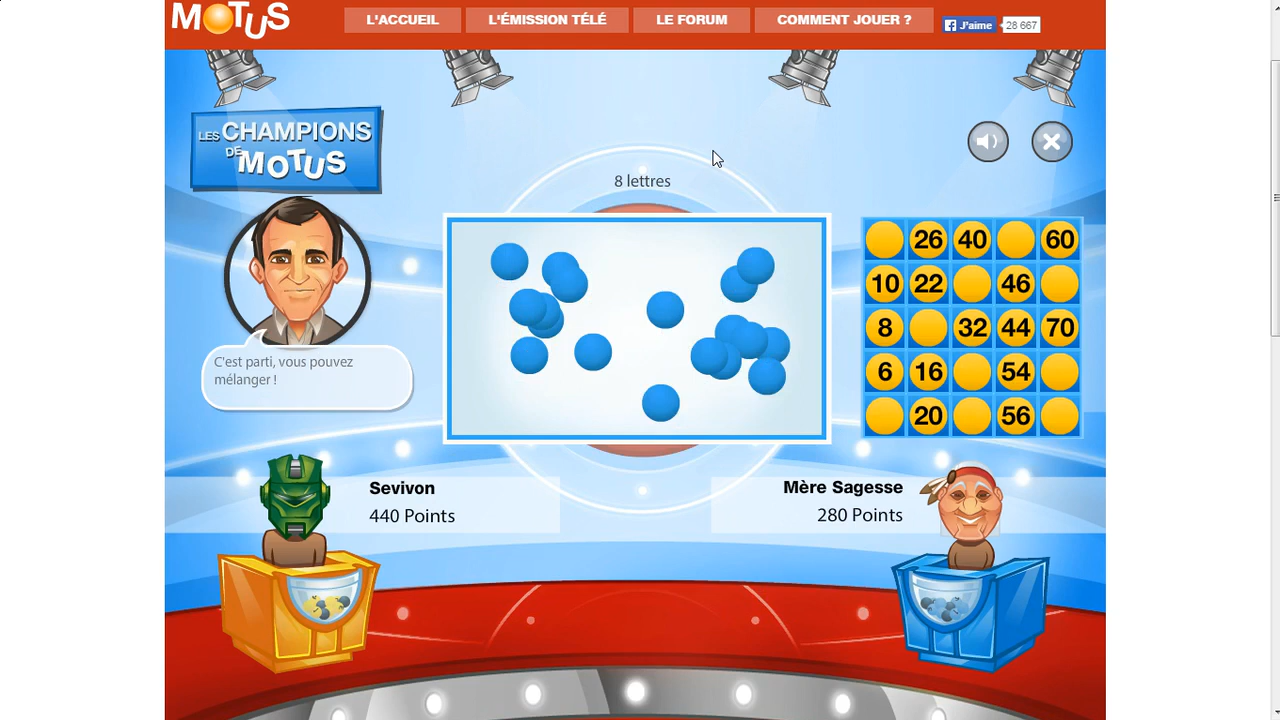 MOTUS
L'ACCUEIL
L'ÉMISSION TÉLÉ
LE FORUM
COMMENT JOUER ?
J'aime
28 667
LES CHAMPIONS
DE MOTUS
8 lettres
26 40 60
10 22 46
8 32 44 70
6 16 54
20 56
C'est parti, vous pouvez
mélanger !
Sevivon
440 Points
Mère Sagesse
280 Points